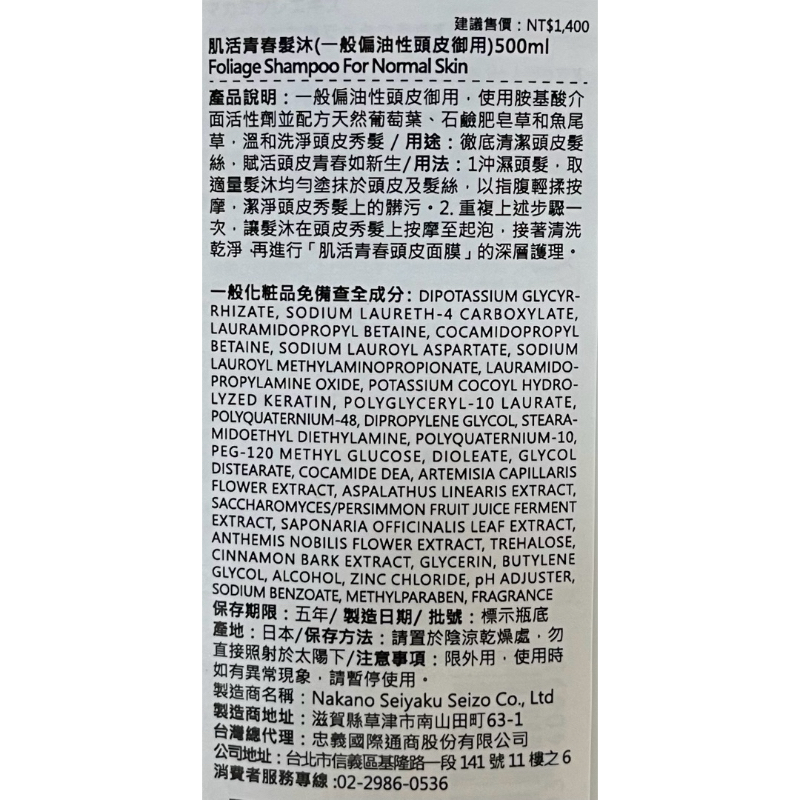 建議售價：NT$1,400
肌活青春髮沐(一般偏油性頭皮御用)500ml
Foliage Shampoo For Normal Skin
產品說明：一般偏油性頭皮御用，使用胺基酸介
面活性劑並配方天然葡萄葉、石鹼肥皂草和魚尾
草，溫和洗淨頭皮秀髮 / 用途：徹底清潔頭皮髮
絲，賦活頭皮青春如新生/用法：1沖濕頭髮，取
適量髮沐均勻塗抹於頭皮及髮絲，以指腹輕揉按
摩，潔淨頭皮秀髮上的髒污。2. 重複上述步驟一
次，讓髮沐在頭皮秀髮上按摩至起泡，接著清洗
乾淨 再進行「肌活青春頭皮面膜」的深層護理。
一般化粧品免備查全成分：DIPOTASSIUM GLYCYR-
RHIZATE, SODIUM LAURETH-4 CARBOXYLATE,
LAURAMIDOPROPYL BETAINE, COCAMIDOPROPYL
BETAINE, SODIUM LAUROYL ASPARTATE, SODIUM
LAUROYL METHYLAMINOPROPIONATE, LAURAMIDO-
PROPYLAMINE OXIDE, POTASSIUM COCOYL HYDRO-
LYZED KERATIN, POLYGLYCERYL-10 LAURATE,
POLYQUATERNIUM-48, DIPROPYLENE GLYCOL, STEARA-
MIDOETHYL DIETHYLAMINE, POLYQUATERNIUM-10,
PEG-120 METHYL GLUCOSE, DIOLEATE, GLYCOL
DISTEARATE, COCAMIDE DEA, ARTEMISIA CAPILLARIS
FLOWER EXTRACT, ASPALATHUS LINEARIS EXTRACT,
SACCHAROMYCES/PERSIMMON FRUIT JUICE FERMENT
EXTRACT, SAPONARIA OFFICINALIS LEAF EXTRACT,
ANTHEMIS NOBILIS FLOWER EXTRACT, TREHALOSE,
CINNAMON BARK EXTRACT, GLYCERIN, BUTYLENE
GLYCOL, ALCOHOL, ZINC CHLORIDE, pH ADJUSTER,
SODIUM BENZOATE, METHYLPARABEN, FRAGRANCE
保存期限：五年/ 製造日期/ 批號：標示瓶底
產地：日本/保存方法：請置於陰涼乾燥處，勿
直接照射於太陽下/注意事項：限外用，使用時
如有異常現象，請暫停使用。
製造商名稱：Nakano Seiyaku Seizo Co., Ltd
製造商地址：滋賀縣草津市南山田町63-1
台灣總代理：忠義國際通商股份有限公司
公司地址：台北市信義區基隆路一段 141 號 11 樓之 6
消費者服務專線 :02-2986-0536